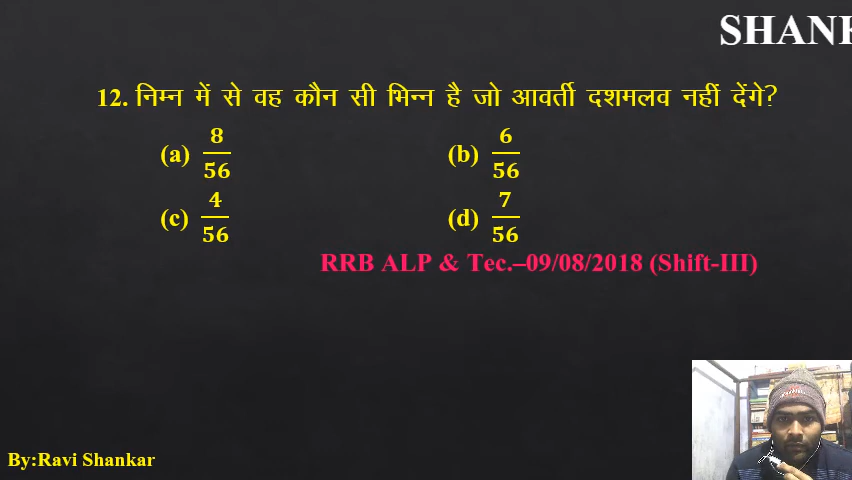 SHANK
12. निम्न में से वह कौन सी भिन्न है जो आवर्ती दशमलव नहीं देंगे?
(a) 8/56 (b) 6/56
(c) 4/56 (d) 7/56
RRB ALP & Tec.–09/08/2018 (Shift-III)
By:Ravi Shankar